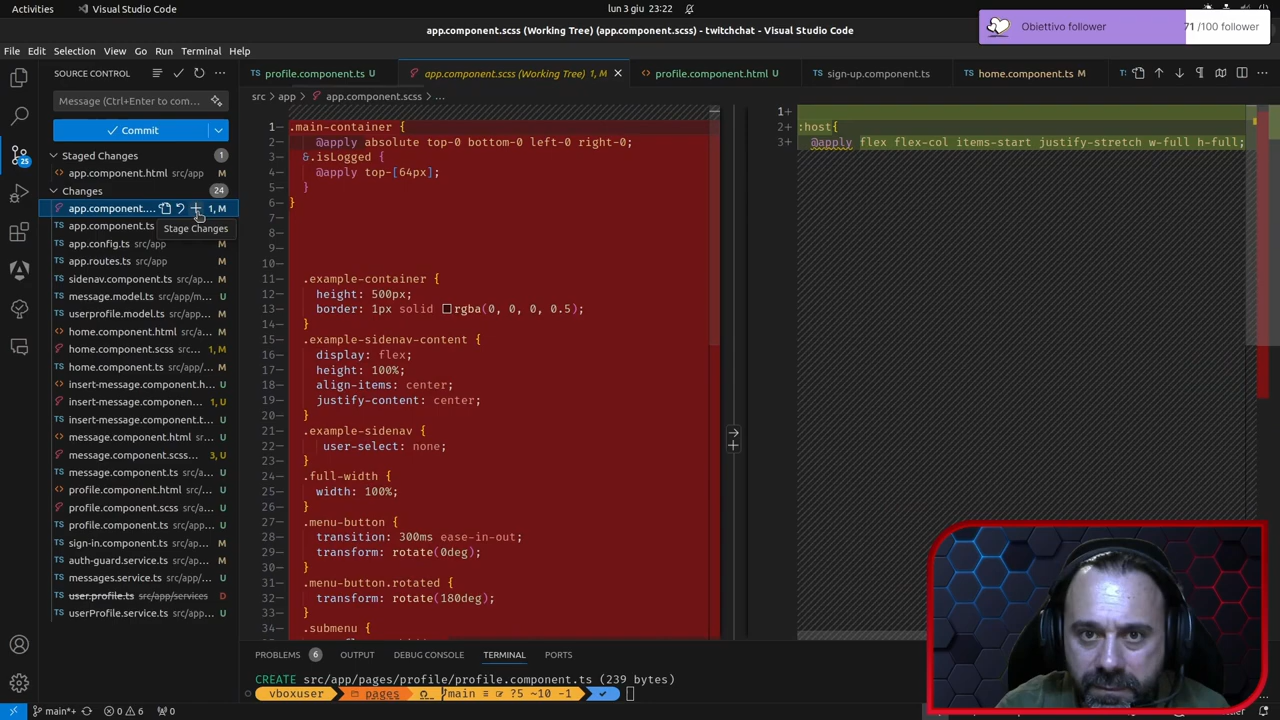 Activities
Visual Studio Code
lun 3 giu 23:22
Obiettivo follower
71 /100 follower
app.component.scss (Working Tree) (app.component.scss) - twitchchat - Visual Studio Code
File Edit Selection View Go Run Terminal Help
SOURCE CONTROL
profile.component.ts U
app.component.scss (Working Tree) 1, M
profile.component.html U
sign-up.component.ts
home.component.ts M
src > app > app.component.scss > ...
Message (Ctrl+Enter to com...
Commit
Staged Changes 1
app.component.html src/app M
Changes 24
app.component.... 1, M
Stage Changes
app.component.ts
app.config.ts src/app M
app.routes.ts src/app M
sidenav.component.ts src/ap... M
message.model.ts src/app/m... U
userprofile.model.ts src/app... U
home.component.html src/a... M
home.component.scss src... 1, M
home.component.ts src/app... M
insert-message.component.h... U
insert-message.componen... 1, U
insert-message.component.t... U
message.component.html src... U
message.component.scss... 3, U
message.component.ts src/a... U
profile.component.html src/... U
profile.component.scss src/... U
profile.component.ts src/ap... U
sign-in.component.ts src/ap... M
auth-guard.service.ts src/app... M
messages.service.ts src/app/... U
user.profile.ts src/app/services D
userProfile.service.ts src/app... U
1− .main-container {
2− @apply absolute top-0 bottom-0 left-0 right-0;
3− &.isLogged {
4− @apply top-[64px];
5− }
6− }
7−
8−
9−
10−
11− .example-container {
12− height: 500px;
13− border: 1px solid rgba(0, 0, 0, 0.5);
14− }
15− .example-sidenav-content {
16− display: flex;
17− height: 100%;
18− align-items: center;
19− justify-content: center;
20− }
21− .example-sidenav {
22− user-select: none;
23− }
24− .full-width {
25− width: 100%;
26− }
27− .menu-button {
28− transition: 300ms ease-in-out;
29− transform: rotate(0deg);
30− }
31− .menu-button.rotated {
32− transform: rotate(180deg);
33− }
34− .submenu {
1+
2+ :host{
3+ @apply flex flex-col items-start justify-stretch w-full h-full;
PROBLEMS 6 OUTPUT DEBUG CONSOLE TERMINAL PORTS
CREATE src/app/pages/profile/profile.component.ts (239 bytes)
vboxuser pages main ≡ ?5 ~10 -1
main*+ 0 6 0
25